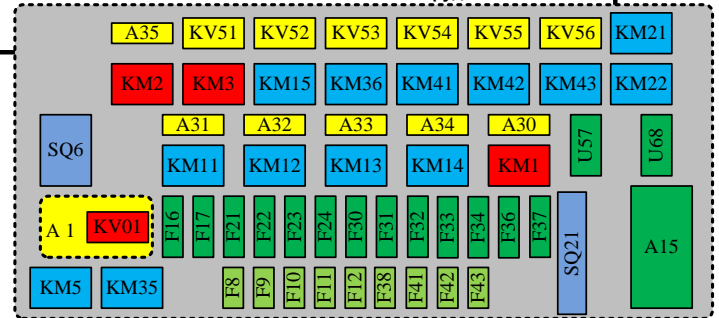 A35 KV51 KV52 KV53 KV54 KV55 KV56 KM21
KM2 KM3 KM15 KM36 KM41 KM42 KM43 KM22
A31 A32 A33 A34 A30
SQ6 KM11 KM12 KM13 KM14 KM1 U57 U68
A 1 KV01 F16 F17 F21 F22 F23 F24 F30 F31 F32 F33 F34 F36 F37 SQ21 A15
KM5 KM35 F8 F9 F10 F11 F12 F38 F41 F42 F43